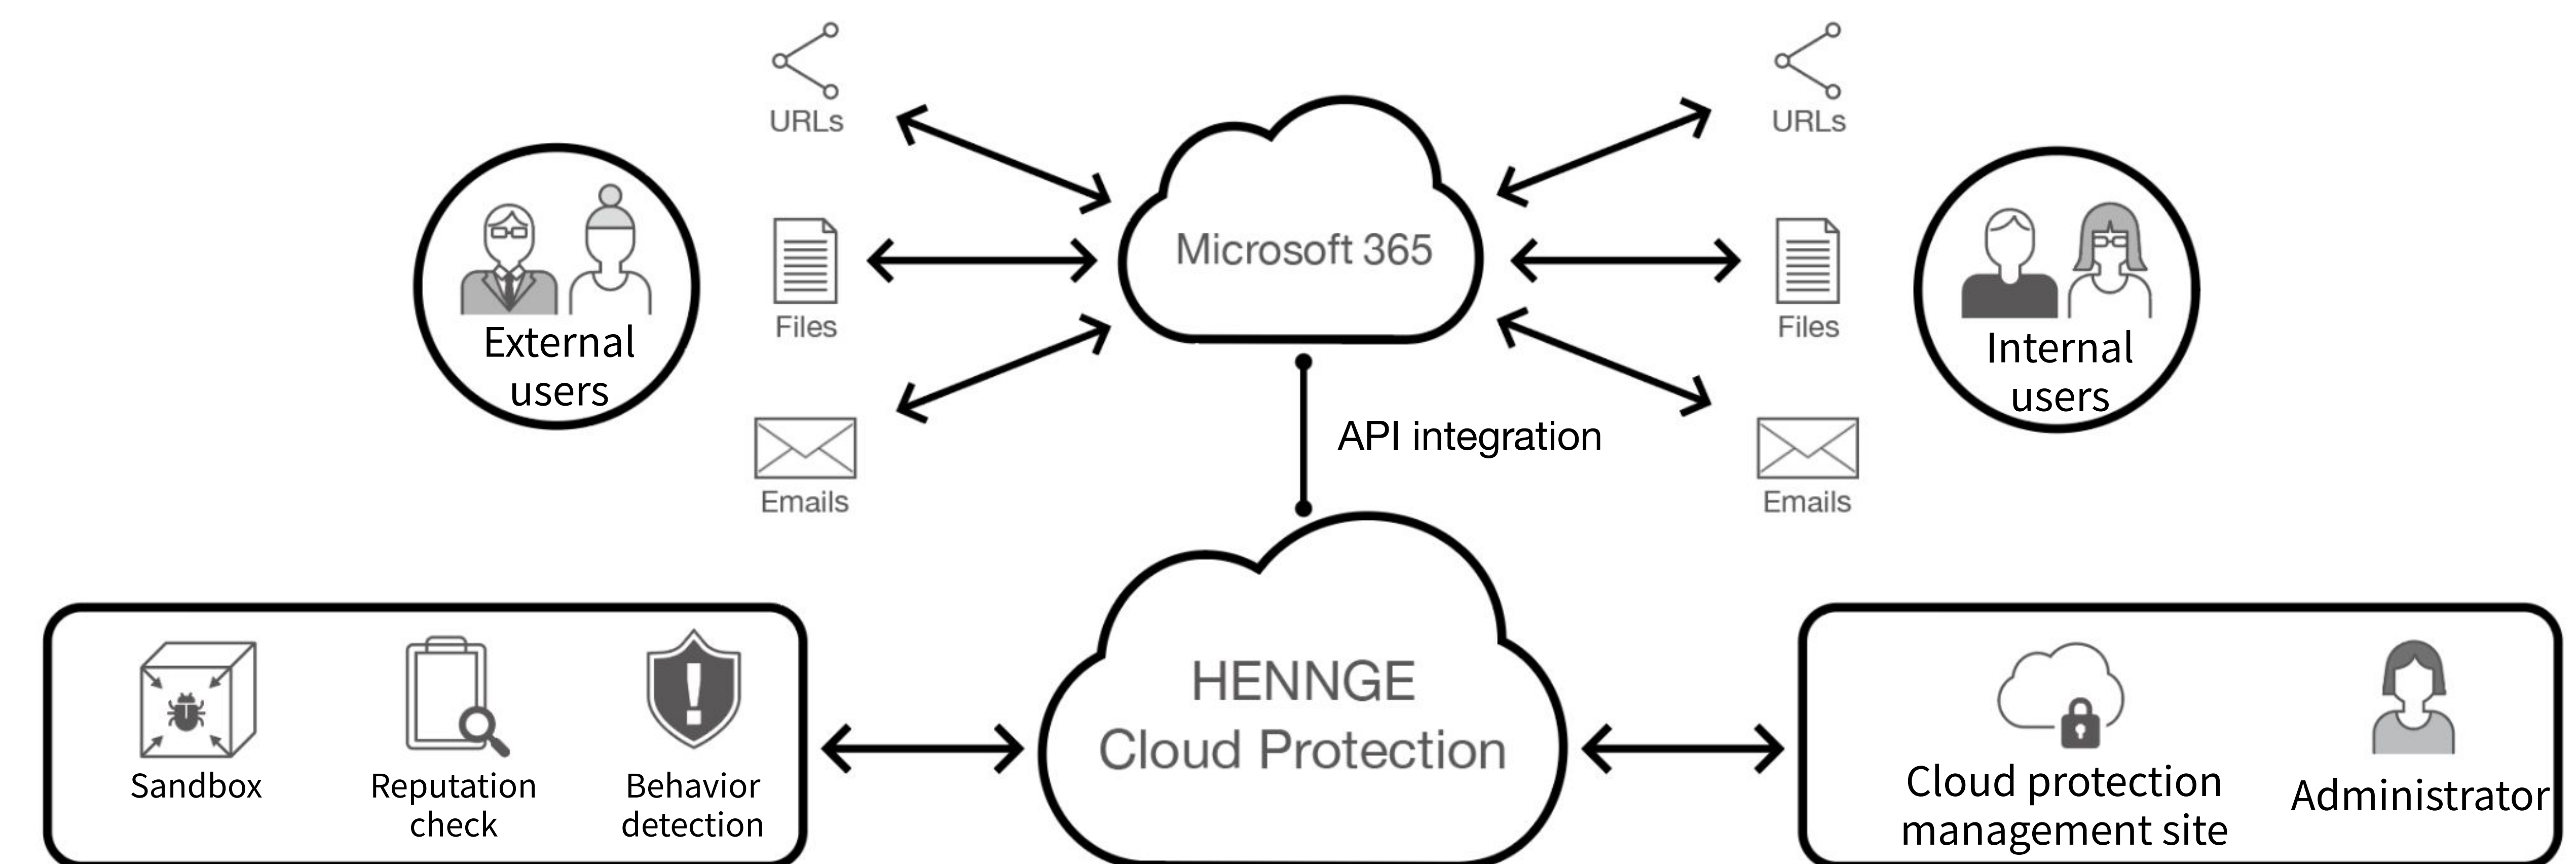 URLs
URLs
Microsoft 365
External
users
Files
Files
Internal
users
API integration
Emails
Emails
HENNGE
Cloud Protection
Sandbox
Reputation
check
Behavior
detection
Cloud protection
management site
Administrator